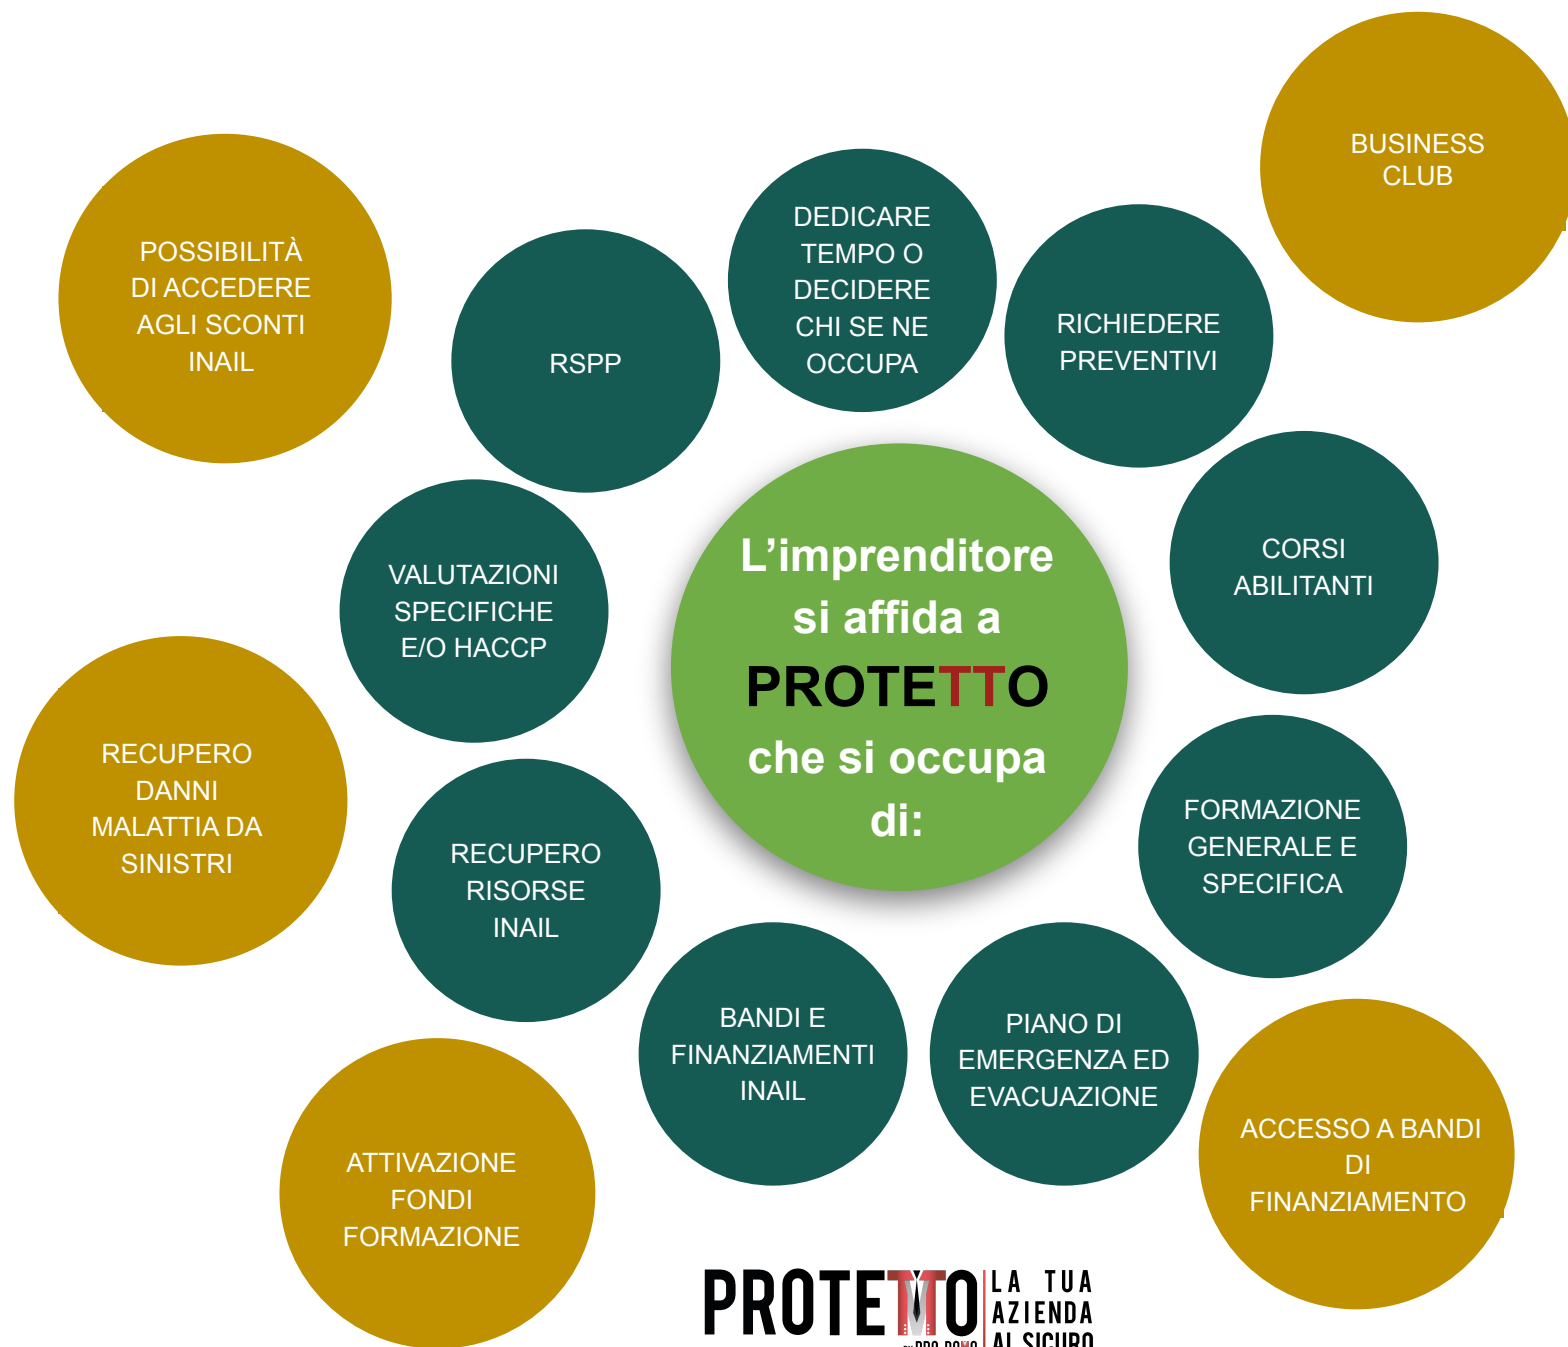 BUSINESS
CLUB
POSSIBILITÀ
DI ACCEDERE
AGLI SCONTI
INAIL
DEDICARE
TEMPO O
DECIDERE
CHI SE NE
OCCUPA
RSPP
RICHIEDERE
PREVENTIVI
VALUTAZIONI
SPECIFICHE
E/O HACCP
L’imprenditore
si affida a
PROTETTO
che si occupa
di:
CORSI
ABILITANTI
RECUPERO
DANNI
MALATTIA DA
SINISTRI
RECUPERO
RISORSE
INAIL
FORMAZIONE
GENERALE E
SPECIFICA
BANDI E
FINANZIAMENTI
INAIL
PIANO DI
EMERGENZA ED
EVACUAZIONE
ATTIVAZIONE
FONDI
FORMAZIONE
ACCESSO A BANDI
DI
FINANZIAMENTO
PROTETTO
LA TUA
AZIENDA
AL SICURO
PRO DOMO